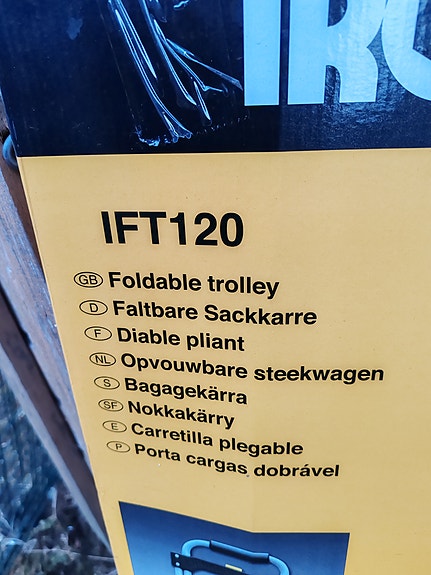 IFT120
GB Foldable trolley
D Faltbare Sackkarre
F Diable pliant
NL Opvouwbare steekwagen
S Bagagekärra
SF Nokkakärry
E Carretilla plegable
P Porta cargas dobrável